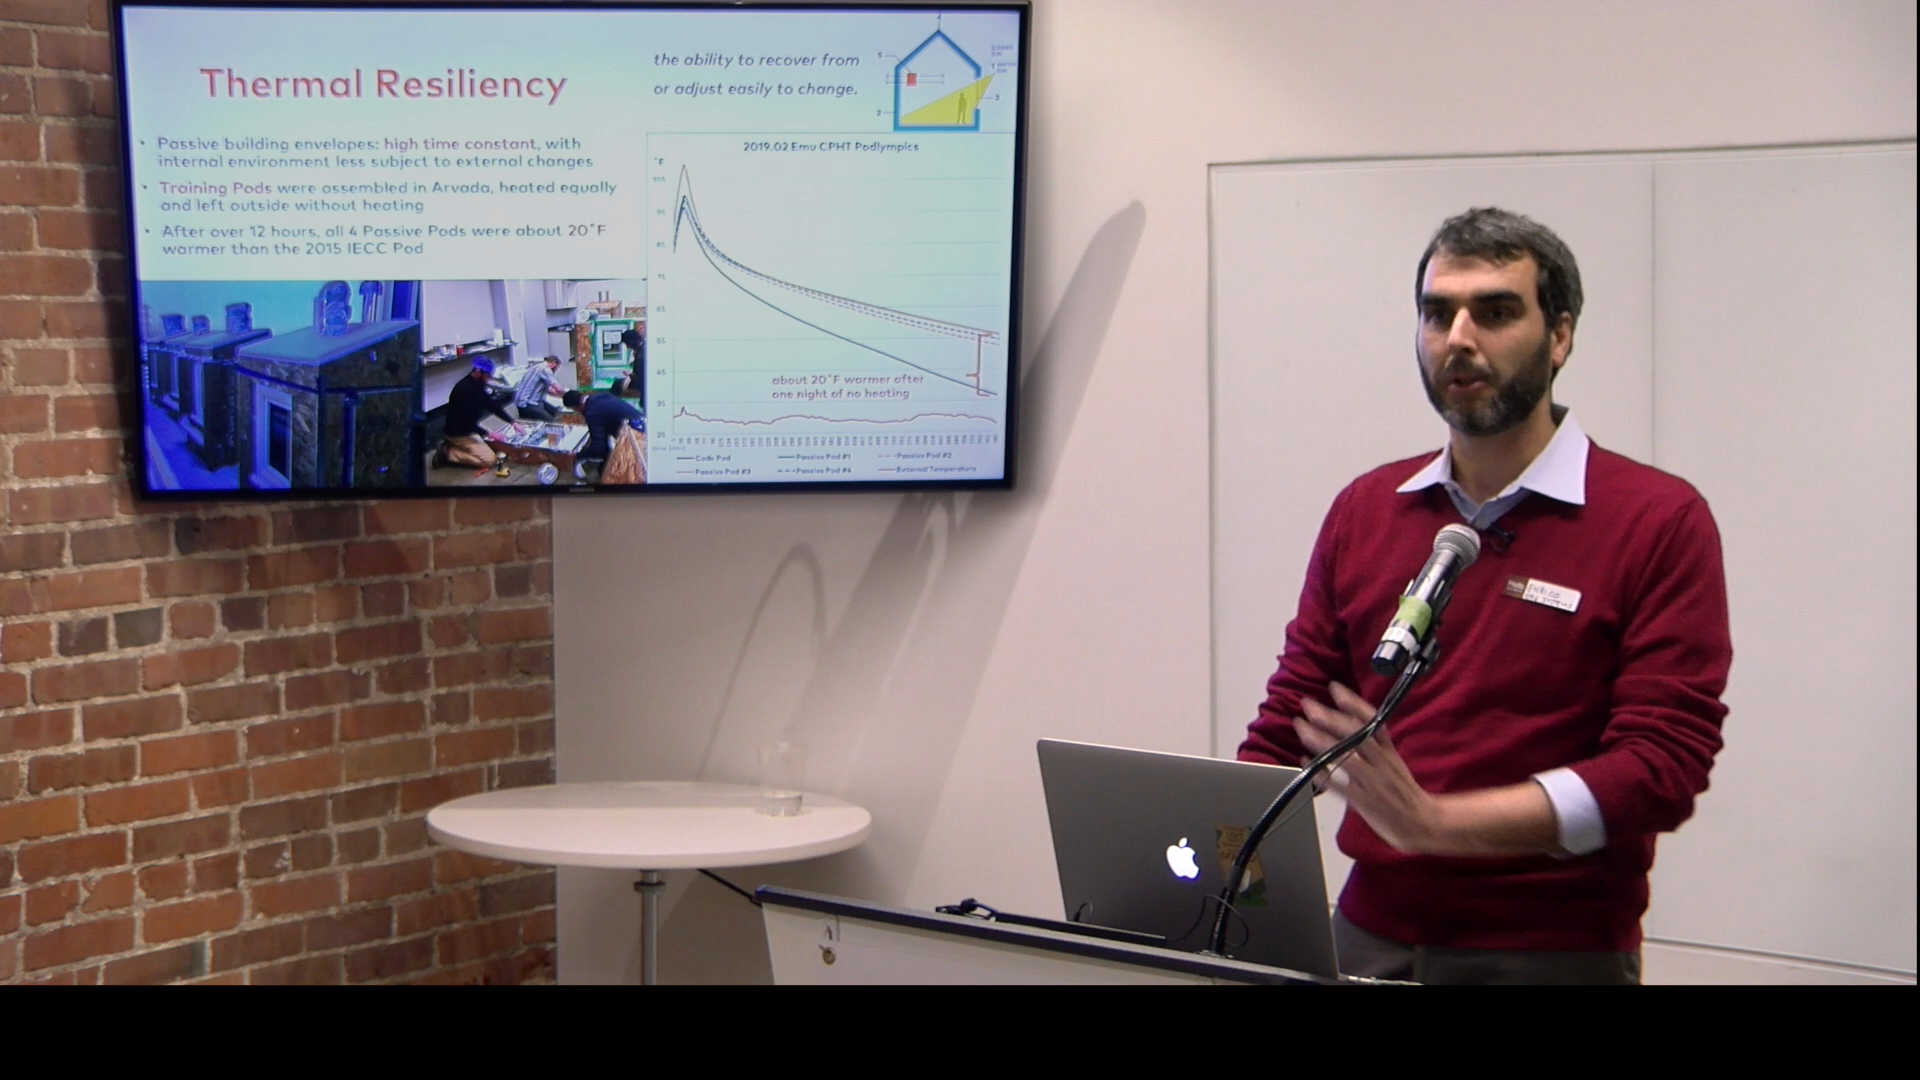 Thermal Resiliency
the ability to recover from
or adjust easily to change.
• Passive building envelopes: high time constant, with
internal environment less subject to external changes
• Training Pods were assembled in Arvada, heated equally
and left outside without heating
• After over 12 hours, all 4 Passive Pods were about 20°F
warmer than the 2015 IECC Pod
2019.02 Emu CPHT Podlympics
°F
105
95
85
75
65
55
45
35
25
about 20°F warmer after
one night of no heating
Code Pod
Passive Pod #1
Passive Pod #2
Passive Pod #3
Passive Pod #4
External Temperature
SAMSUNG
Hello
ENRICO